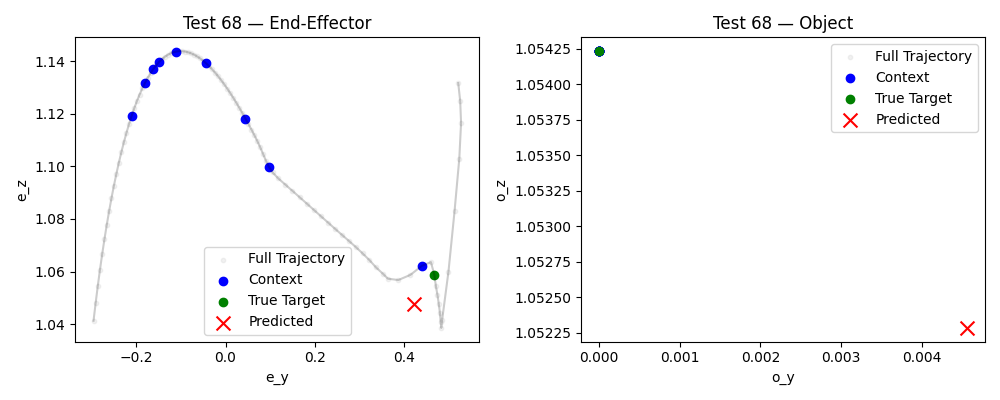 Test 68 — End-Effector
1.14
1.12
1.10
1.08
1.06
1.04
e_z
−0.2
0.0
0.2
0.4
e_y
Full Trajectory
Context
True Target
Predicted
Test 68 — Object
1.05425
1.05400
1.05375
1.05350
1.05325
1.05300
1.05275
1.05250
1.05225
o_z
0.000
0.001
0.002
0.003
0.004
o_y
Full Trajectory
Context
True Target
Predicted